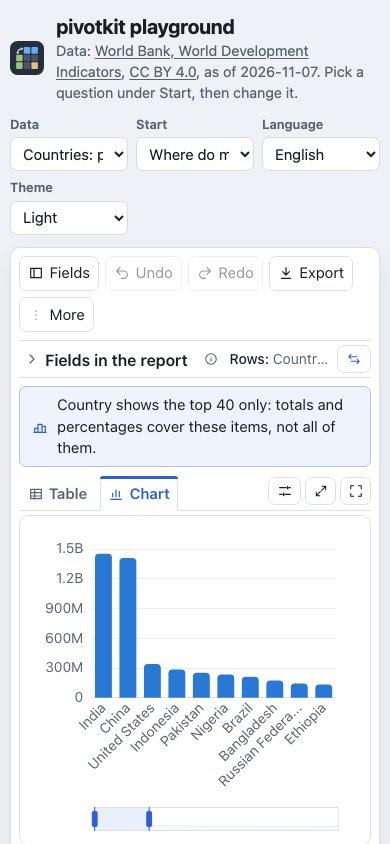 pivotkit playground
Data: World Bank, World Development
Indicators, CC BY 4.0, as of 2026-11-07. Pick a
question under Start, then change it.
Data Start Language
Countries: p Where do m English
Theme
Light
Fields Undo Redo Export
More
Fields in the report Rows: Countr…
Country shows the top 40 only: totals and
percentages cover these items, not all of
them.
Table Chart
1.5B
1.2B
900M
600M
300M
0
India
China
United States
Indonesia
Pakistan
Nigeria
Brazil
Bangladesh
Russian Federa...
Ethiopia